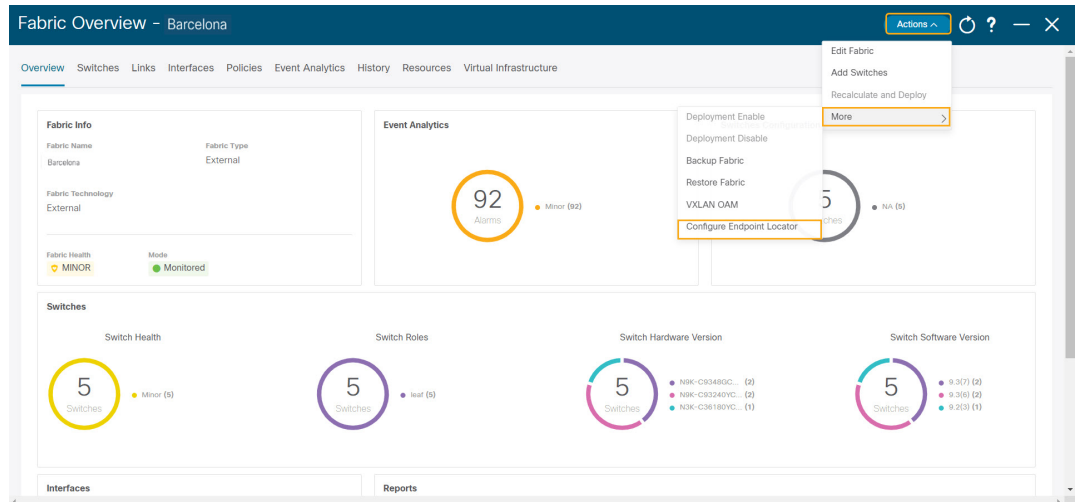 Fabric Overview - Barcelona
Actions
?
Edit Fabric
Add Switches
Recalculate and Deploy
More
Deployment Enable
Deployment Disable
Backup Fabric
Restore Fabric
VXLAN OAM
Configure Endpoint Locator
Overview Switches Links Interfaces Policies Event Analytics History Resources Virtual Infrastructure
Fabric Info
Fabric Name Fabric Type
Barcelona External
Fabric Technology
External
Fabric Health Mode
MINOR Monitored
Event Analytics
92
Alarms
Minor (92)
5
NA (5)
Switches
Switch Health
5
Switches
Minor (5)
Switch Roles
5
Switches
leaf (5)
Switch Hardware Version
5
Switches
N9K-C9348GC... (2)
N9K-C93240YC... (2)
N3K-C36180YC... (1)
Switch Software Version
5
Switches
9.3(7) (2)
9.3(6) (2)
9.2(3) (1)
Interfaces
Reports